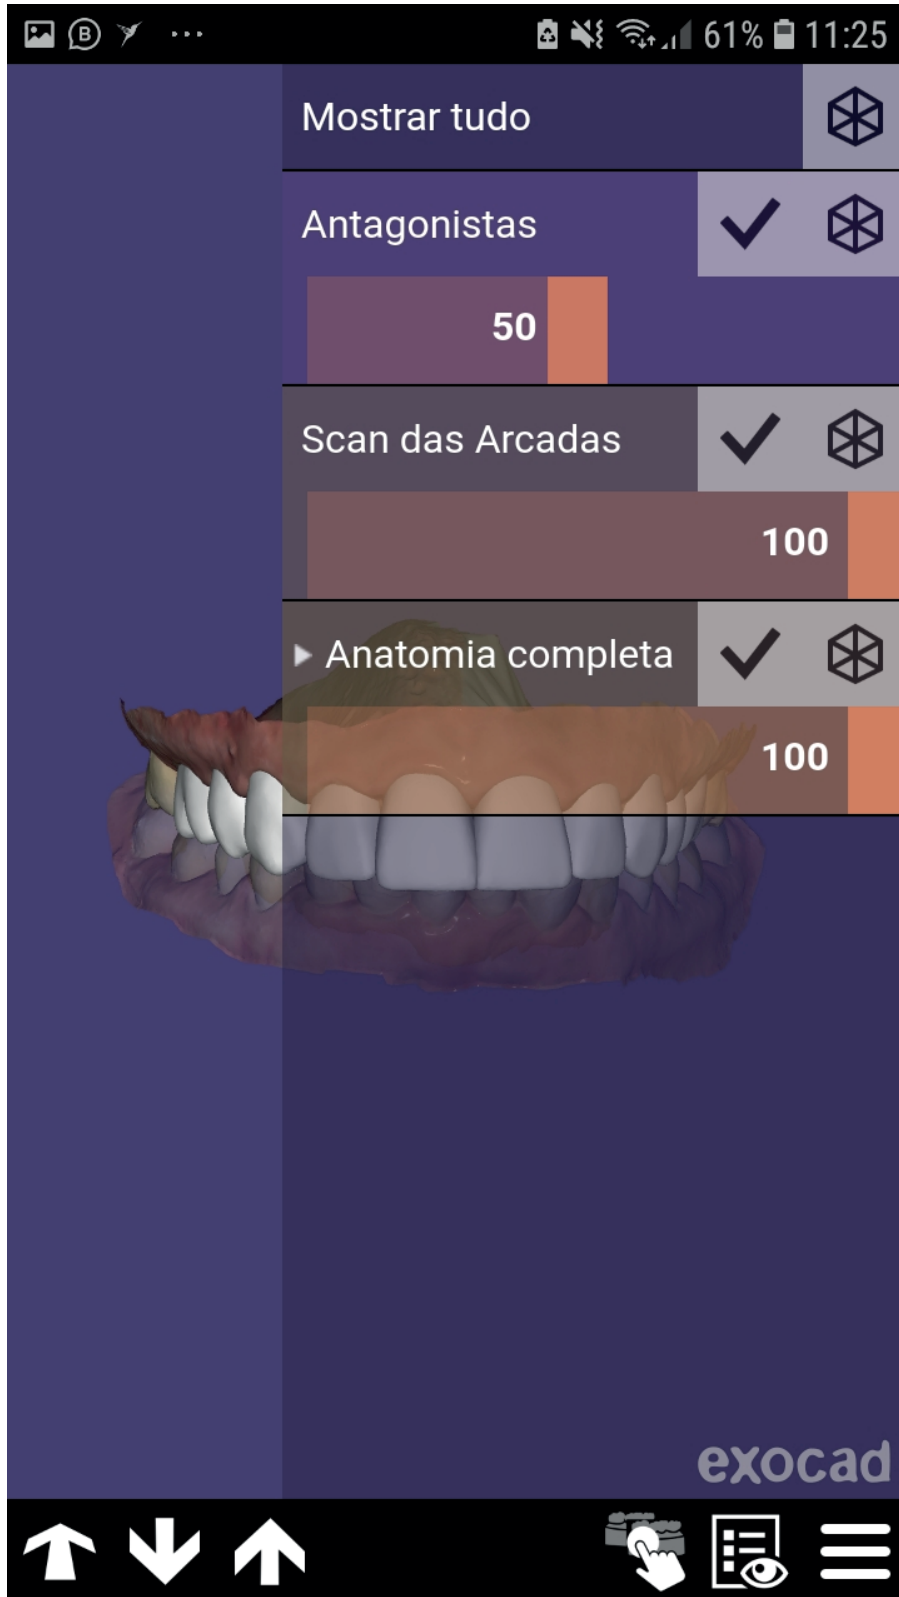 61% 11:25
Mostrar tudo
Antagonistas
50
Scan das Arcadas
100
Anatomia completa
100
exocad